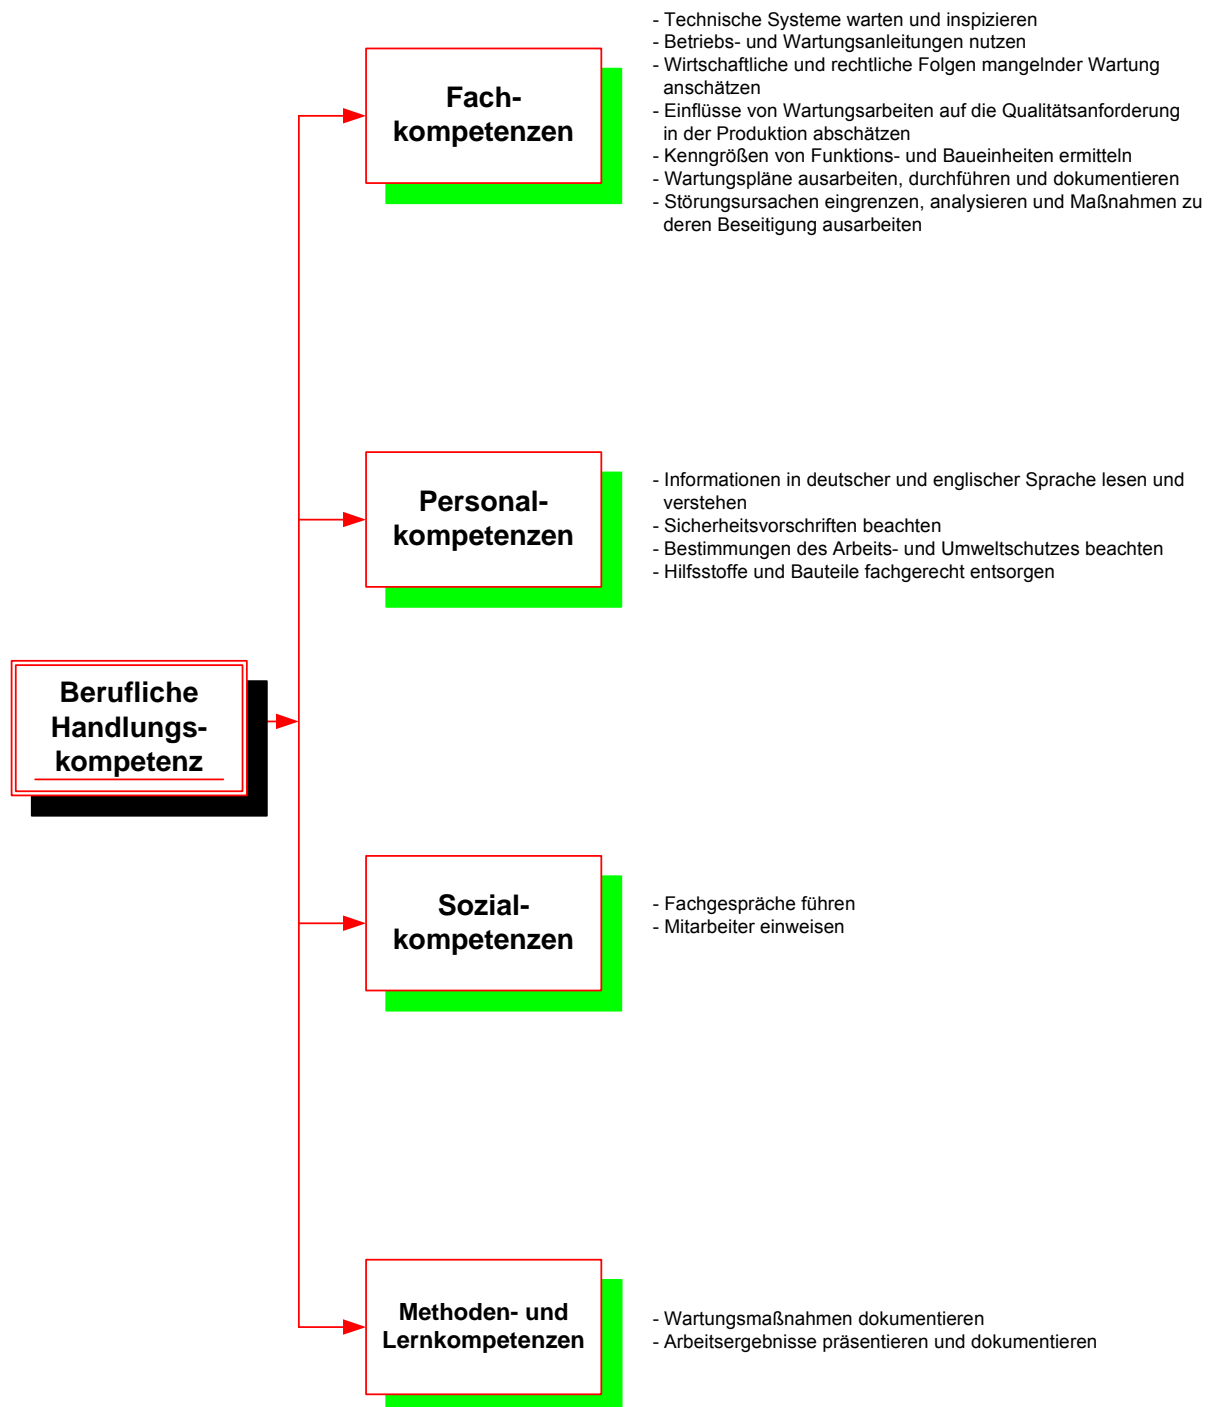 - Technische Systeme warten und inspizieren
- Betriebs- und Wartungsanleitungen nutzen
- Wirtschaftliche und rechtliche Folgen mangelnder Wartung
anschätzen
- Einflüsse von Wartungsarbeiten auf die Qualitätsanforderung
in der Produktion abschätzen
- Kenngrößen von Funktions- und Baueinheiten ermitteln
- Wartungspläne ausarbeiten, durchführen und dokumentieren
- Störungsursachen eingrenzen, analysieren und Maßnahmen zu
deren Beseitigung ausarbeiten
Fach-
kompetenzen
Personal-
kompetenzen
- Informationen in deutscher und englischer Sprache lesen und
verstehen
- Sicherheitsvorschriften beachten
- Bestimmungen des Arbeits- und Umweltschutzes beachten
- Hilfsstoffe und Bauteile fachgerecht entsorgen
Berufliche
Handlungs-
kompetenz
Sozial-
kompetenzen
- Fachgespräche führen
- Mitarbeiter einweisen
Methoden- und
Lernkompetenzen
- Wartungsmaßnahmen dokumentieren
- Arbeitsergebnisse präsentieren und dokumentieren